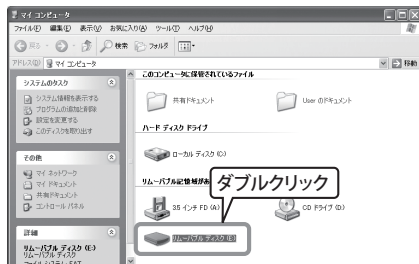 マイ コンピュータ
ファイル(F) 編集(E) 表示(V) お気に入り(A) ツール(T) ヘルプ(H)
戻る 検索 フォルダ
アドレス(D) マイ コンピュータ 移動
システムのタスク
システム情報を表示する
プログラムの追加と削除
設定を変更する
このディスクを取り出す
その他
マイ ネットワーク
マイ ドキュメント
共有ドキュメント
コントロール パネル
詳細
リムーバブル ディスク (E:)
リムーバブル ディスク
ファイル システム: FAT
このコンピュータに保管されているファイル
共有ドキュメント
User のドキュメント
ハード ディスク ドライブ
ローカル ディスク (C:)
リムーバブル記憶域があ
ダブルクリック
3.5 インチ FD (A:)
CD ドライブ (D:)
リムーバブル ディスク (E:)